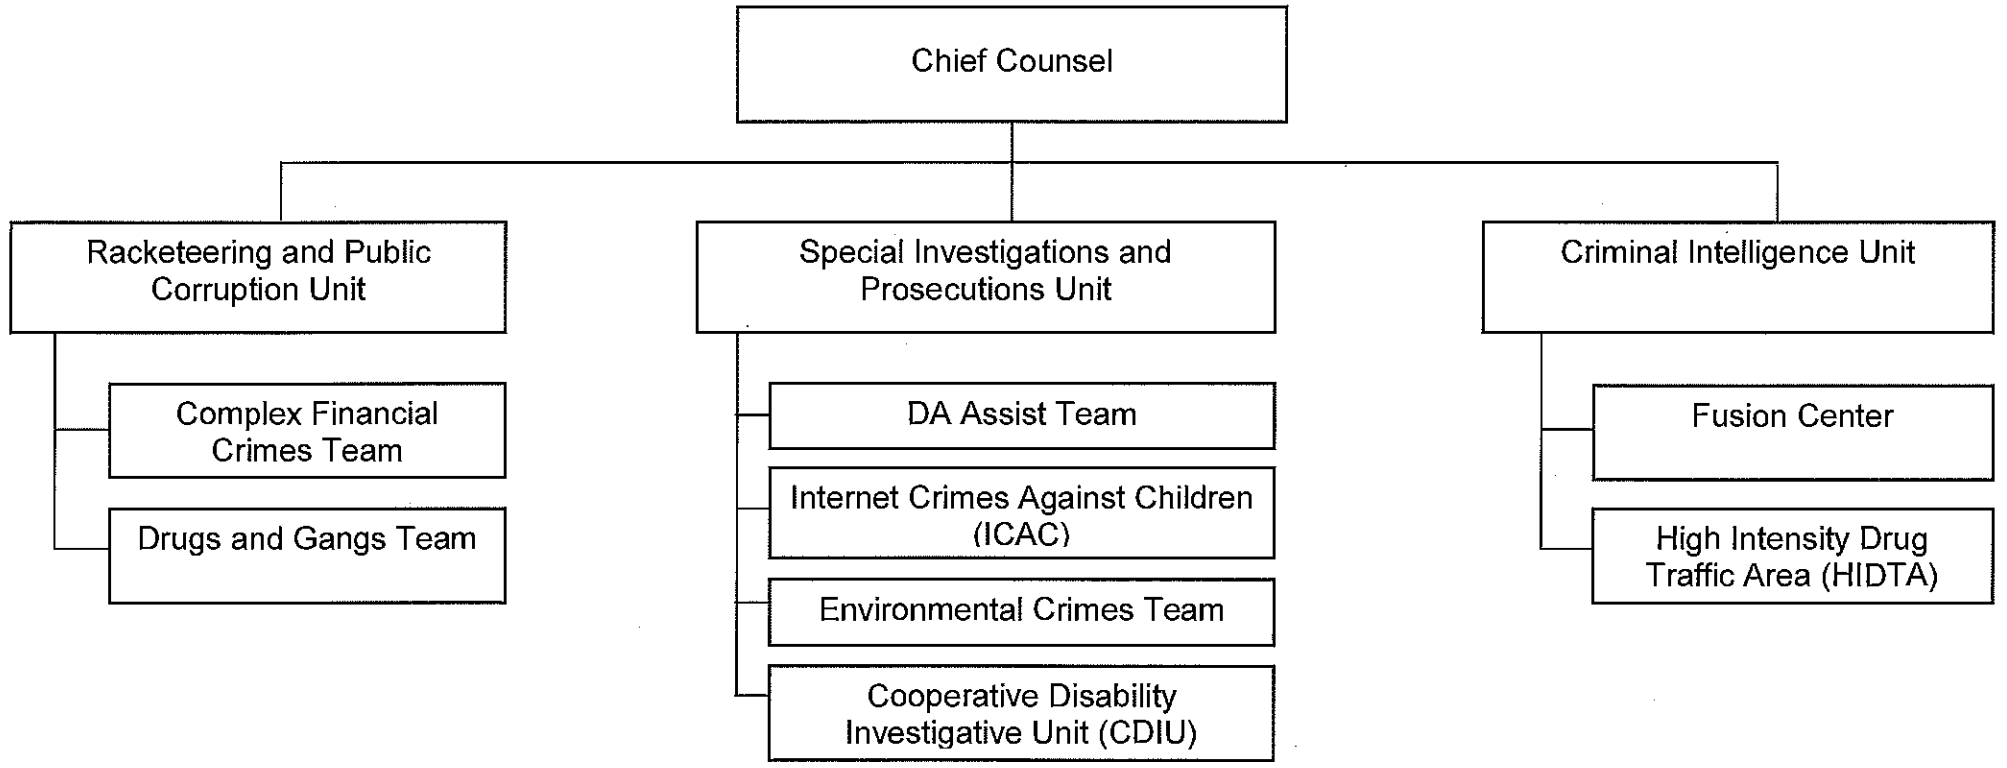 Chief Counsel
Racketeering and Public
Corruption Unit
Complex Financial
Crimes Team
Drugs and Gangs Team
Special Investigations and
Prosecutions Unit
DA Assist Team
Internet Crimes Against Children
(ICAC)
Environmental Crimes Team
Cooperative Disability
Investigative Unit (CDIU)
Criminal Intelligence Unit
Fusion Center
High Intensity Drug
Traffic Area (HIDTA)